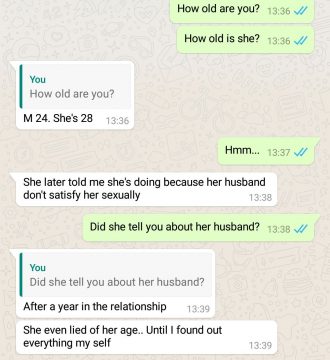 How old are you? 13:36
How old is she? 13:36
You
How old are you?
M 24. She's 28 13:36
Hmm... 13:37
She later told me she's doing because her husband
don't satisfy her sexually 13:38
Did she tell you about her husband? 13:38
You
Did she tell you about her husband?
After a year in the relationship 13:39
She even lied of her age.. Until I found out
everything my self 13:39